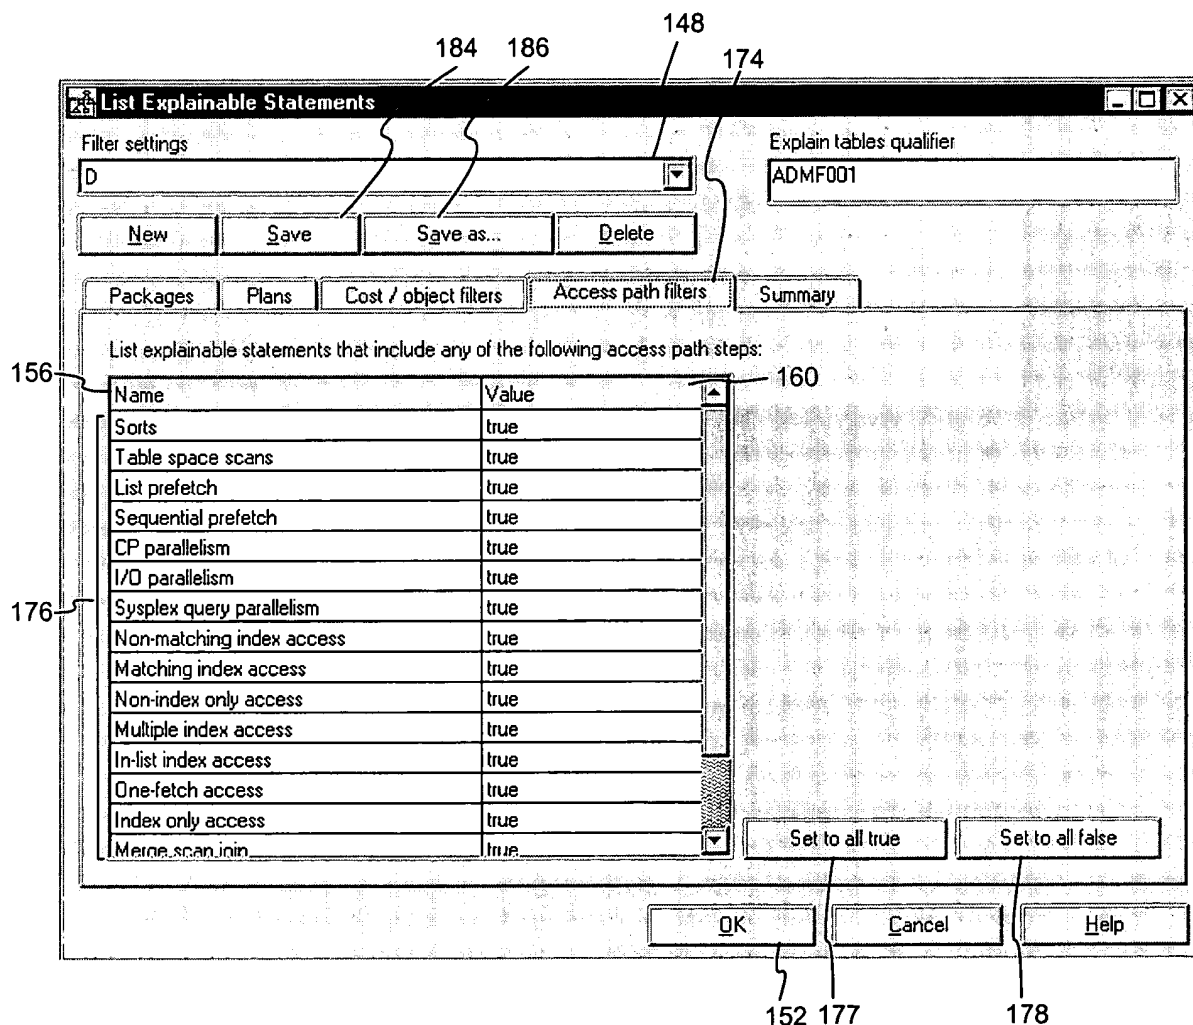 148
184 186 174
List Explainable Statements
Filter settings Explain tables qualifier
D ADMF001
New Save Save as... Delete
Packages Plans Cost / object filters Access path filters Summary
List explainable statements that include any of the following access path steps:
156 160
Name Value
Sorts true
Table space scans true
List prefetch true
Sequential prefetch true
CP parallelism true
I/O parallelism true
176 Sysplex query parallelism true
Non-matching index access true
Matching index access true
Non-index only access true
Multiple index access true
In-list index access true
One-fetch access true
Index only access true
Merge scan join true
Set to all true Set to all false
OK Cancel Help
152 177 178